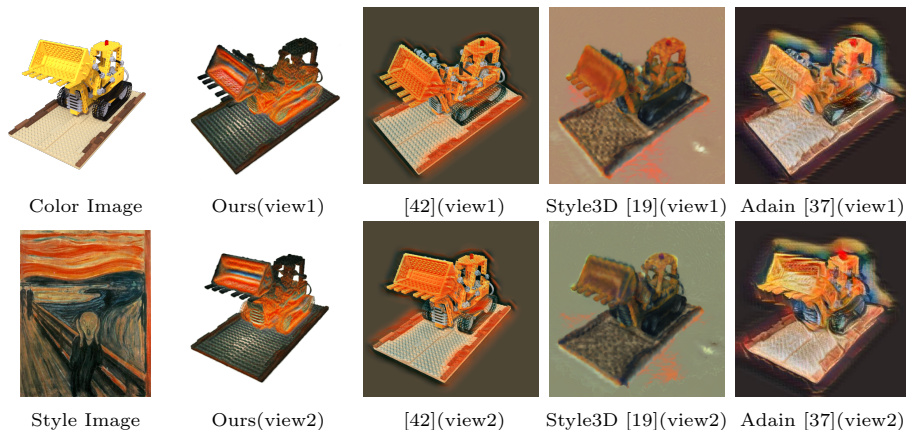 Color Image
Ours(view1)
[42](view1)
Style3D [19](view1)
Adain [37](view1)
Style Image
Ours(view2)
[42](view2)
Style3D [19](view2)
Adain [37](view2)